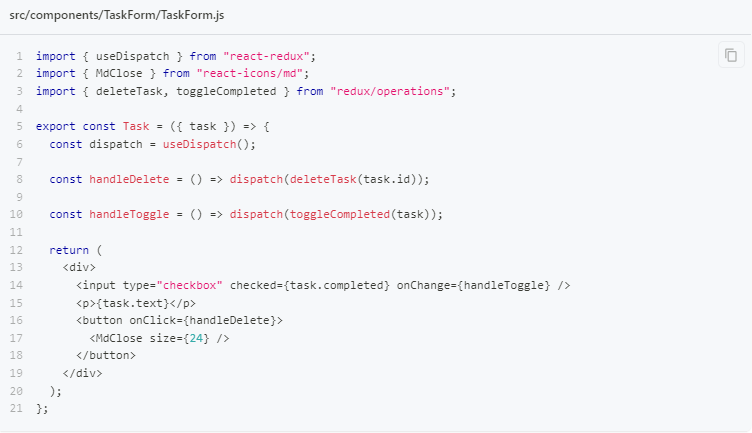 src/components/TaskForm/TaskForm.js
1 import { useDispatch } from "react-redux";
2 import { MdClose } from "react-icons/md";
3 import { deleteTask, toggleCompleted } from "redux/operations";
4
5 export const Task = ({ task }) => {
6   const dispatch = useDispatch();
7
8   const handleDelete = () => dispatch(deleteTask(task.id));
9
10   const handleToggle = () => dispatch(toggleCompleted(task));
11
12   return (
13     <div>
14       <input type="checkbox" checked={task.completed} onChange={handleToggle} />
15       <p>{task.text}</p>
16       <button onClick={handleDelete}>
17         <MdClose size={24} />
18       </button>
19     </div>
20   );
21 };